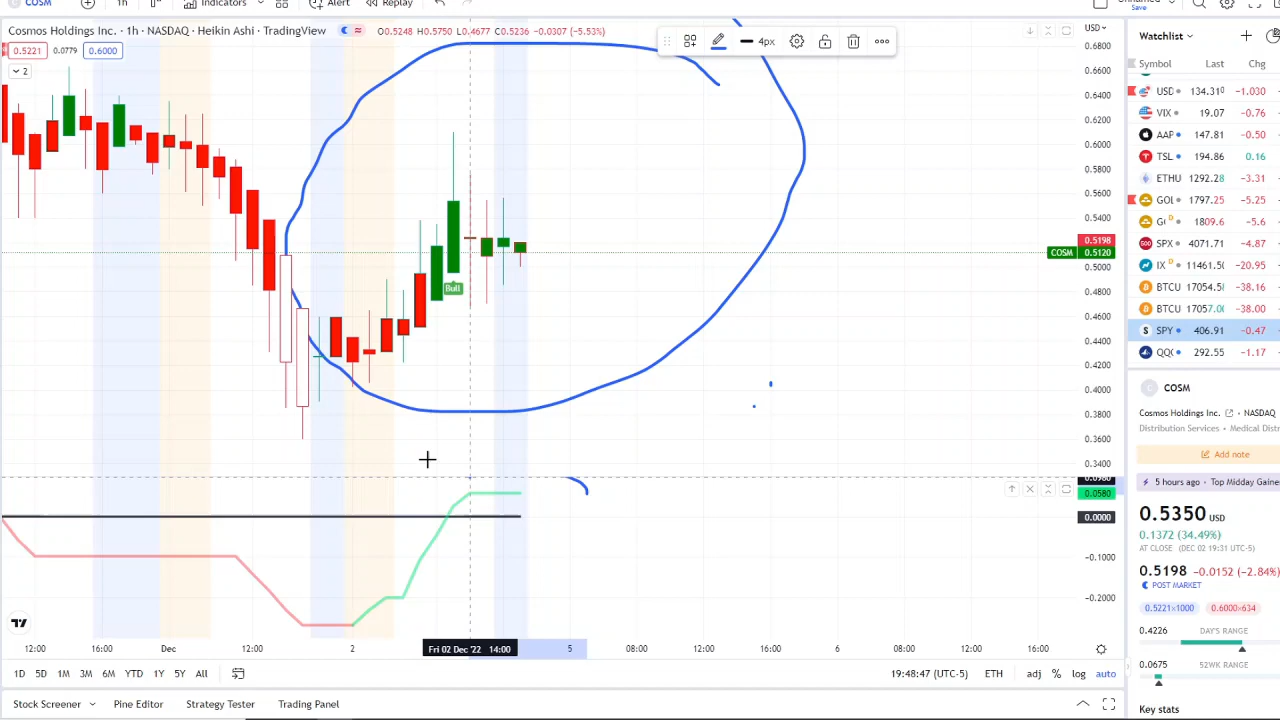 COSM 1h Indicators Alert Replay
Save
Cosmos Holdings Inc. · 1h · NASDAQ · Heikin Ashi · TradingView O0.5248 H0.5750 L0.4677 C0.5236 −0.0307 (−5.53%)
0.5221 0.0779 0.6000
2
4px
USD
0.6800
0.6600
0.6400
0.6200
0.6000
0.5800
0.5600
0.5400
0.5198
COSM 0.5120
0.5000
0.4800
0.4600
0.4400
0.4200
0.4000
0.3800
0.3600
0.3400
Bull
0.0580
0.0000
−0.1000
−0.2000
12:00 16:00 Dec 12:00 2 Fri 02 Dec '22 14:00 5 08:00 12:00 16:00 6 08:00 12:00 16:00
1D 5D 1M 3M 6M YTD 1Y 5Y All 19:48:47 (UTC-5) ETH adj % log auto
Stock Screener Pine Editor Strategy Tester Trading Panel
Watchlist
Symbol Last Chg
USD 134.310 −1.030
VIX 19.07 −0.76
AAP 147.81 −0.50
TSL 194.86 0.16
ETHU 1292.28 −3.31
GOL 1797.25 −5.25
G( D 1809.6 −5.6
SPX 4071.71 −4.87
IX D 11461.50 −20.95
BTCU 17054.58 −38.16
BTCU 17057.00 −38.00
SPY 406.91 −0.47
QQ( 292.55 −1.17
COSM
Cosmos Holdings Inc. · NASDAQ
Distribution Services • Medical Distr
Add note
5 hours ago · Top Midday Gaine
0.5350 USD
0.1372 (34.49%)
AT CLOSE (DEC 02 19:31 UTC-5)
0.5198 −0.0152 (−2.84%)
POST MARKET
0.5221×1000 0.6000×634
0.4226 DAY'S RANGE
0.0675 52WK RANGE
Key stats